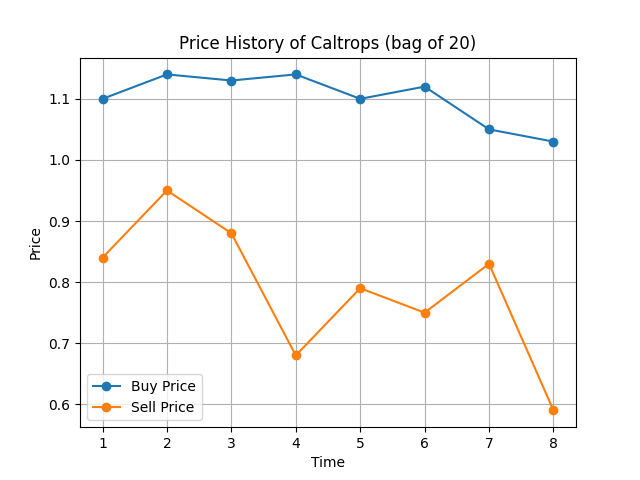 Price History of Caltrops (bag of 20)
Price
1.1
1.0
0.9
0.8
0.7
0.6
Buy Price
Sell Price
1 2 3 4 5 6 7 8
Time